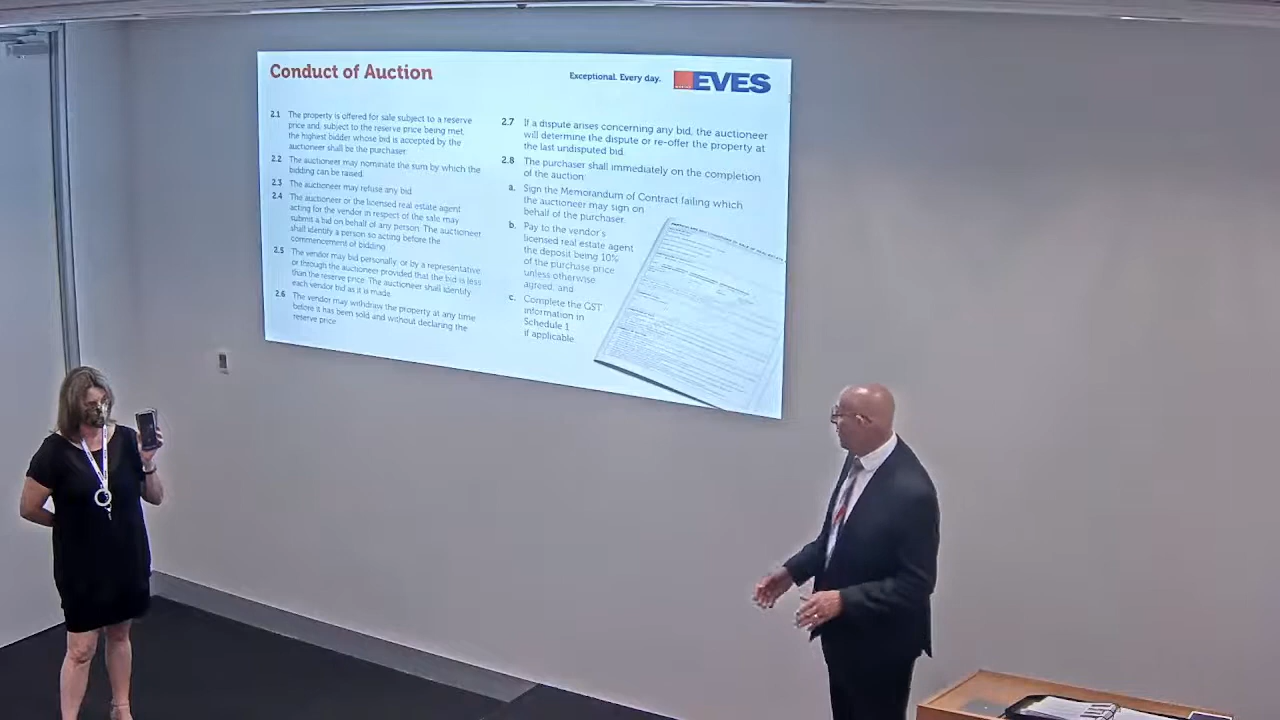 Conduct of Auction
Exceptional. Every day.
EVES
2.1 The property is offered for sale subject to a reserve
price and, subject to the reserve price being met,
the highest bidder whose bid is accepted by the
auctioneer shall be the purchaser.
2.2 The auctioneer may nominate the sum by which the
bidding can be raised.
2.3 The auctioneer may refuse any bid.
2.4 The auctioneer or the licensed real estate agent
acting for the vendor in respect of the sale may
submit a bid on behalf of any person. The auctioneer
shall identify a person so acting before the
commencement of bidding.
2.5 The vendor may bid personally, or by a representative
or through the auctioneer provided that the bid is less
than the reserve price. The auctioneer shall identify
each vendor bid as it is made.
2.6 The vendor may withdraw the property at any time
before it has been sold and without declaring the
reserve price.
2.7 If a dispute arises concerning any bid, the auctioneer
will determine the dispute or re-offer the property at
the last undisputed bid.
2.8 The purchaser shall immediately on the completion
of the auction:
a. Sign the Memorandum of Contract failing which
the auctioneer may sign on
behalf of the purchaser.
b. Pay to the vendor's
licensed real estate agent
the deposit being 10%
of the purchase price
unless otherwise
agreed; and
c. Complete the GST
information in
Schedule 1
if applicable.